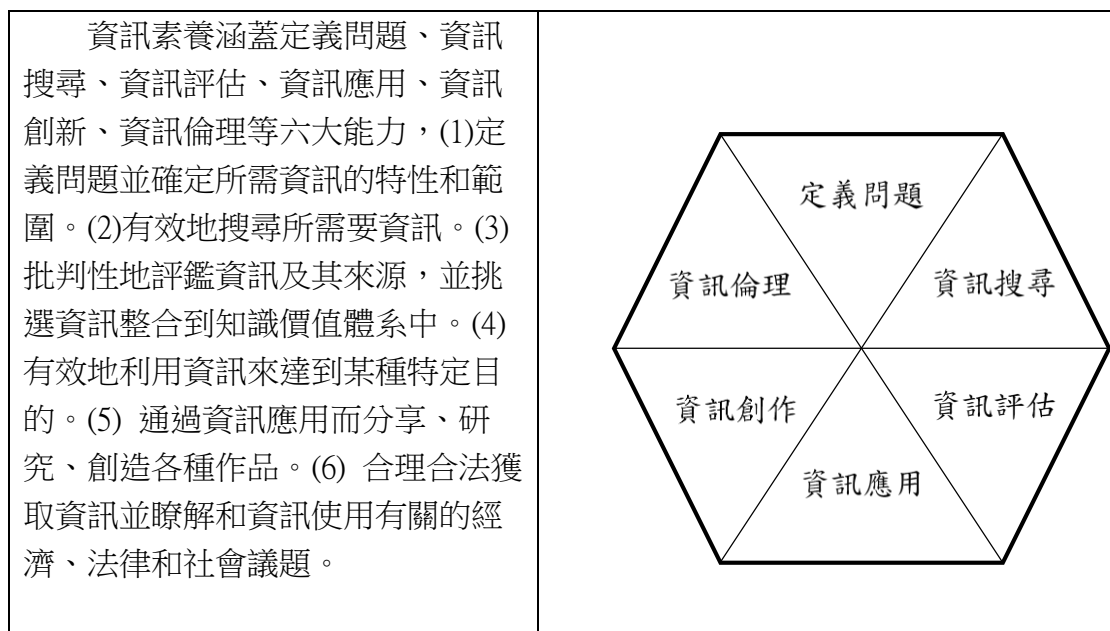 資訊素養涵蓋定義問題、資訊
搜尋、資訊評估、資訊應用、資訊
創新、資訊倫理等六大能力，(1)定
義問題並確定所需資訊的特性和範
圍。(2)有效地搜尋所需要資訊。(3)
批判性地評鑑資訊及其來源，並挑
選資訊整合到知識價值體系中。(4)
有效地利用資訊來達到某種特定目
的。(5) 通過資訊應用而分享、研
究、創造各種作品。(6) 合理合法獲
取資訊並瞭解和資訊使用有關的經
濟、法律和社會議題。
定義問題
資訊倫理
資訊搜尋
資訊創作
資訊評估
資訊應用